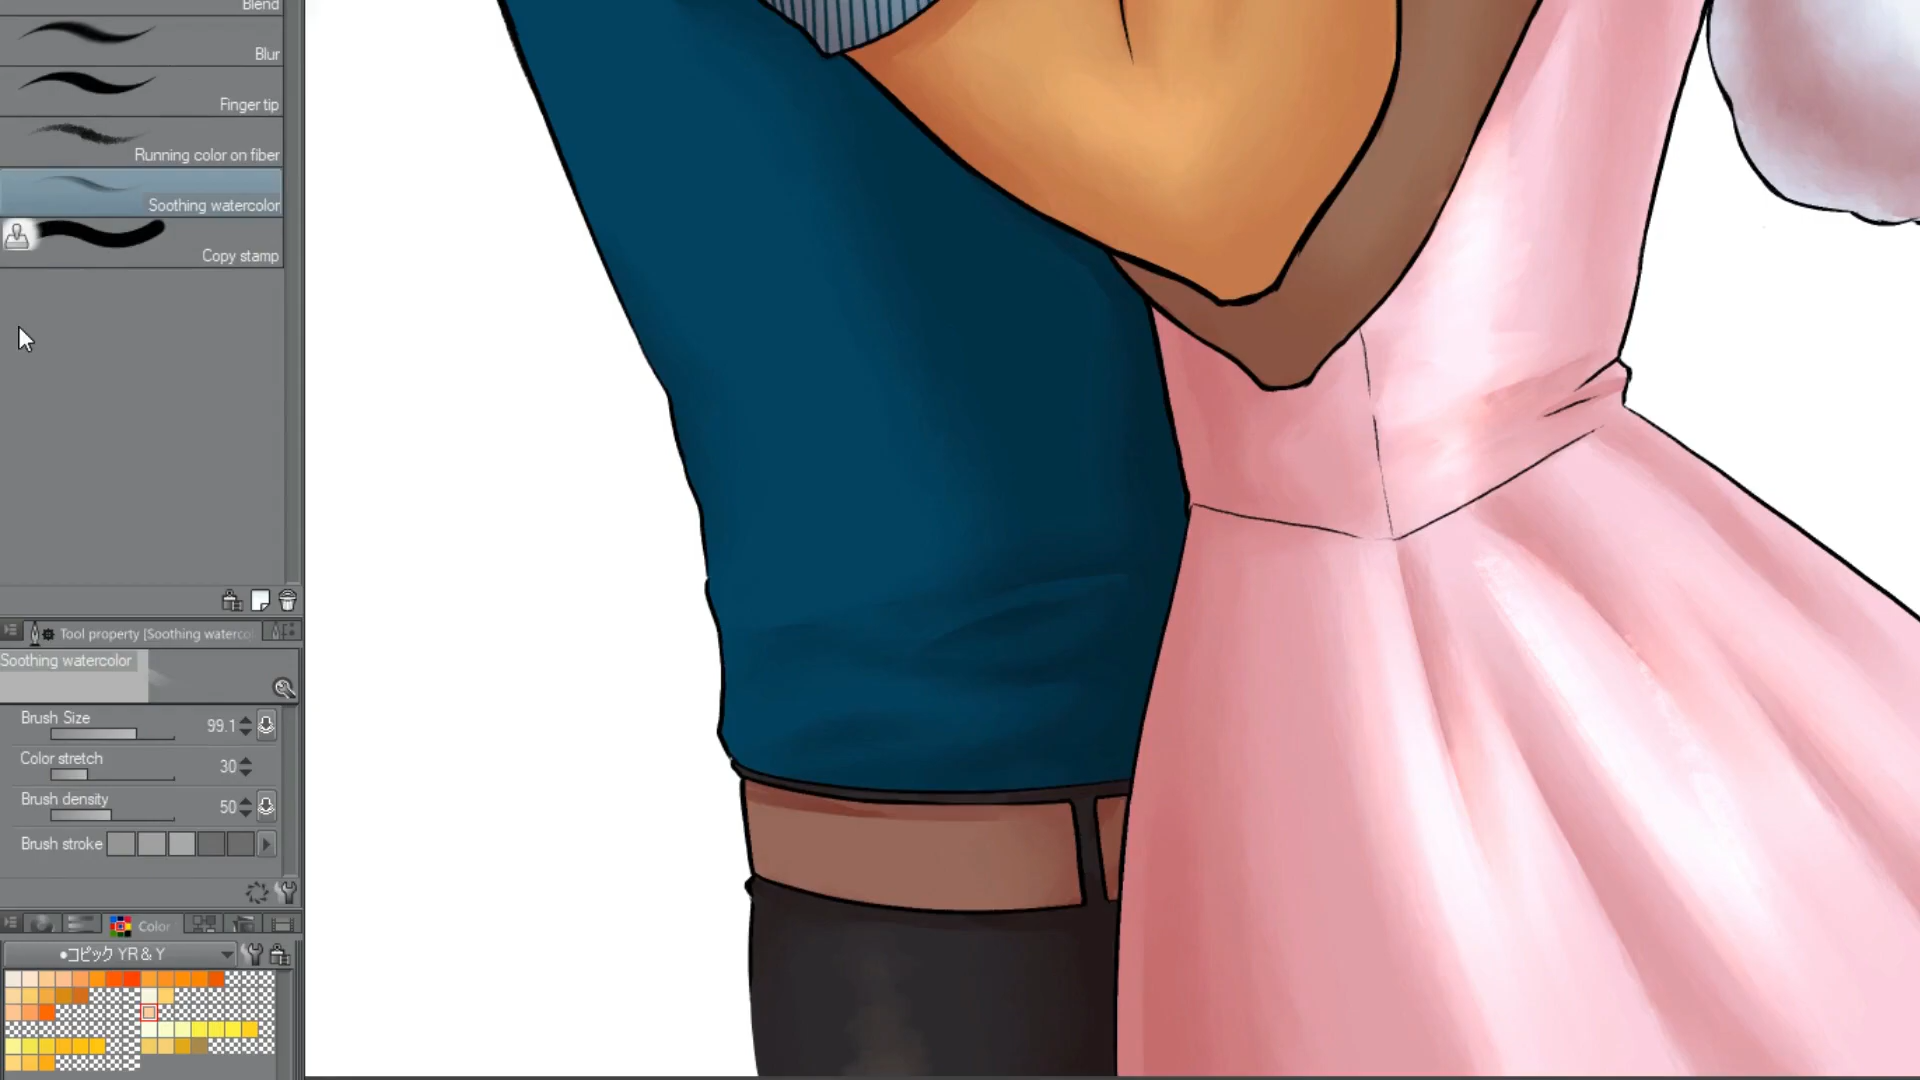 Blend
Blur
Finger tip
Running color on fiber
Soothing watercolor
Copy stamp
Tool property [Soothing waterco
Soothing watercolor
Brush Size
99.1
Color stretch
30
Brush density
50
Brush stroke
Color
●コピック YR & Y